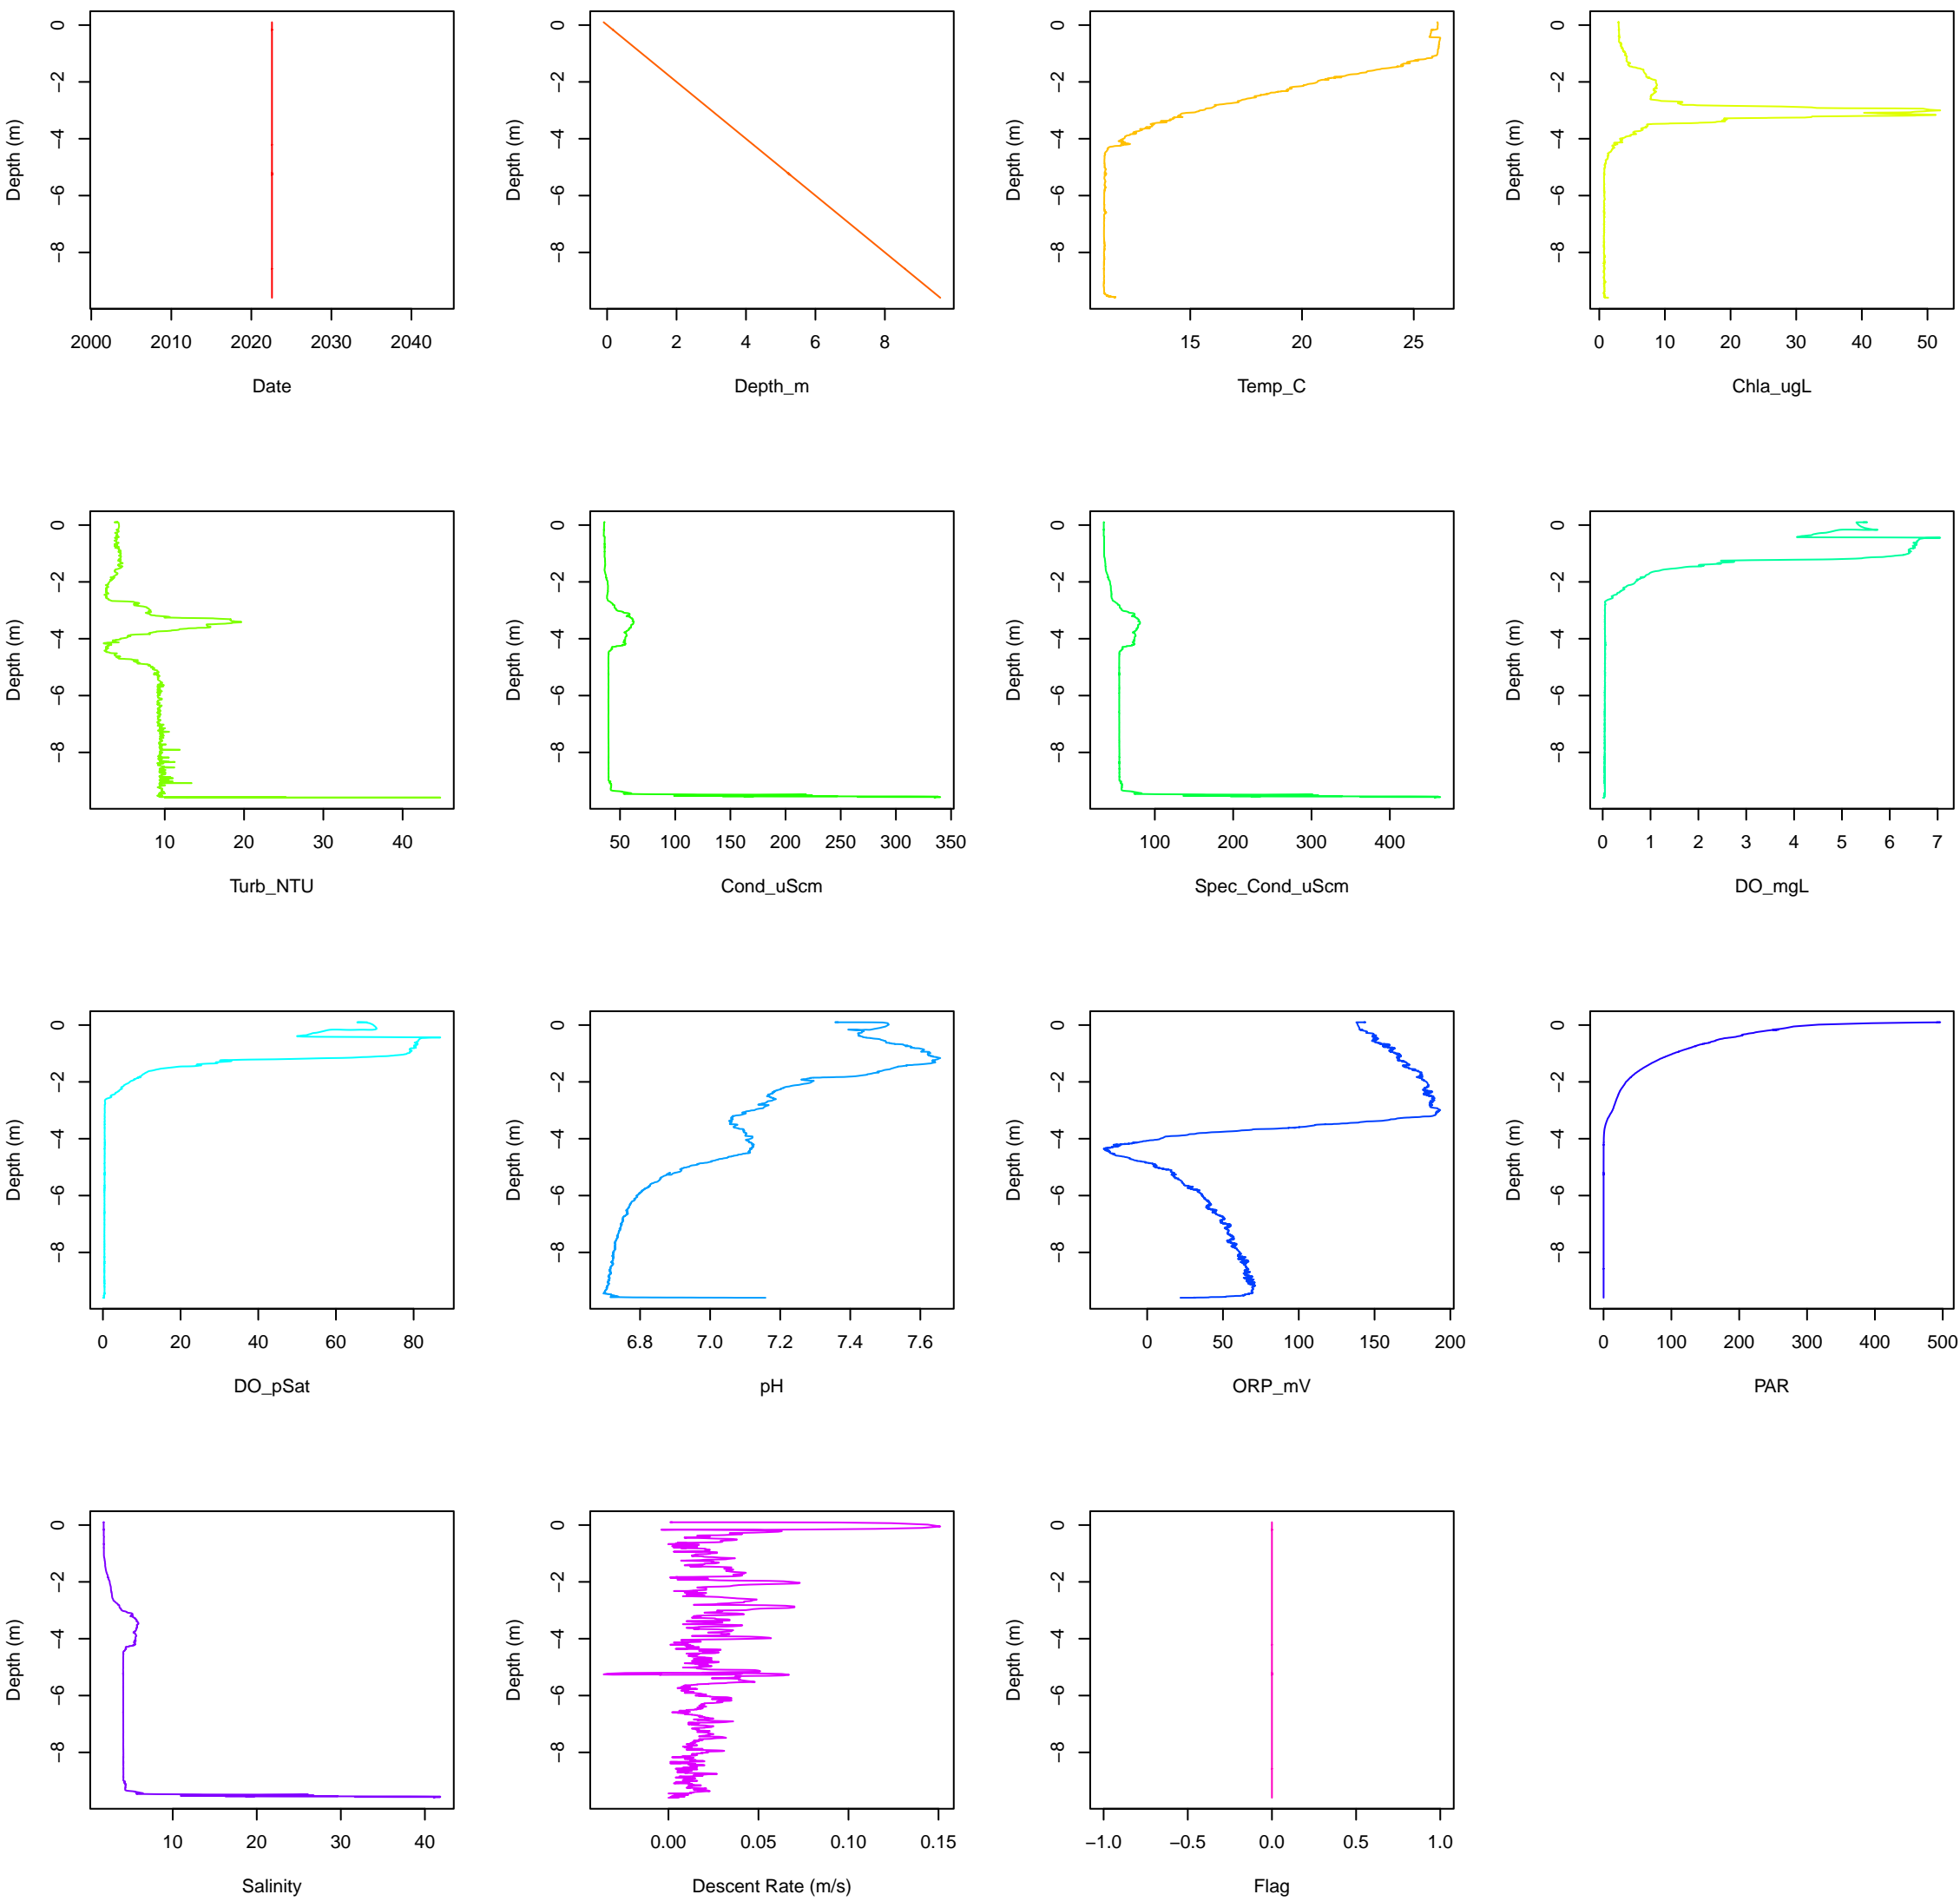 0 −2 −4 −6 −8
Depth (m)
2000 2010 2020 2030 2040
Date
0 −2 −4 −6 −8
Depth (m)
0 2 4 6 8
Depth_m
0 −2 −4 −6 −8
Depth (m)
15 20 25
Temp_C
0 −2 −4 −6 −8
Depth (m)
0 10 20 30 40 50
Chla_ugL
0 −2 −4 −6 −8
Depth (m)
10 20 30 40
Turb_NTU
0 −2 −4 −6 −8
Depth (m)
50 100 150 200 250 300 350
Cond_uScm
0 −2 −4 −6 −8
Depth (m)
100 200 300 400
Spec_Cond_uScm
0 −2 −4 −6 −8
Depth (m)
0 1 2 3 4 5 6 7
DO_mgL
0 −2 −4 −6 −8
Depth (m)
0 20 40 60 80
DO_pSat
0 −2 −4 −6 −8
Depth (m)
6.8 7.0 7.2 7.4 7.6
pH
0 −2 −4 −6 −8
Depth (m)
0 50 100 150 200
ORP_mV
0 −2 −4 −6 −8
Depth (m)
0 100 200 300 400 500
PAR
0 −2 −4 −6 −8
Depth (m)
10 20 30 40
Salinity
0 −2 −4 −6 −8
Depth (m)
0.00 0.05 0.10 0.15
Descent Rate (m/s)
0 −2 −4 −6 −8
Depth (m)
−1.0 −0.5 0.0 0.5 1.0
Flag